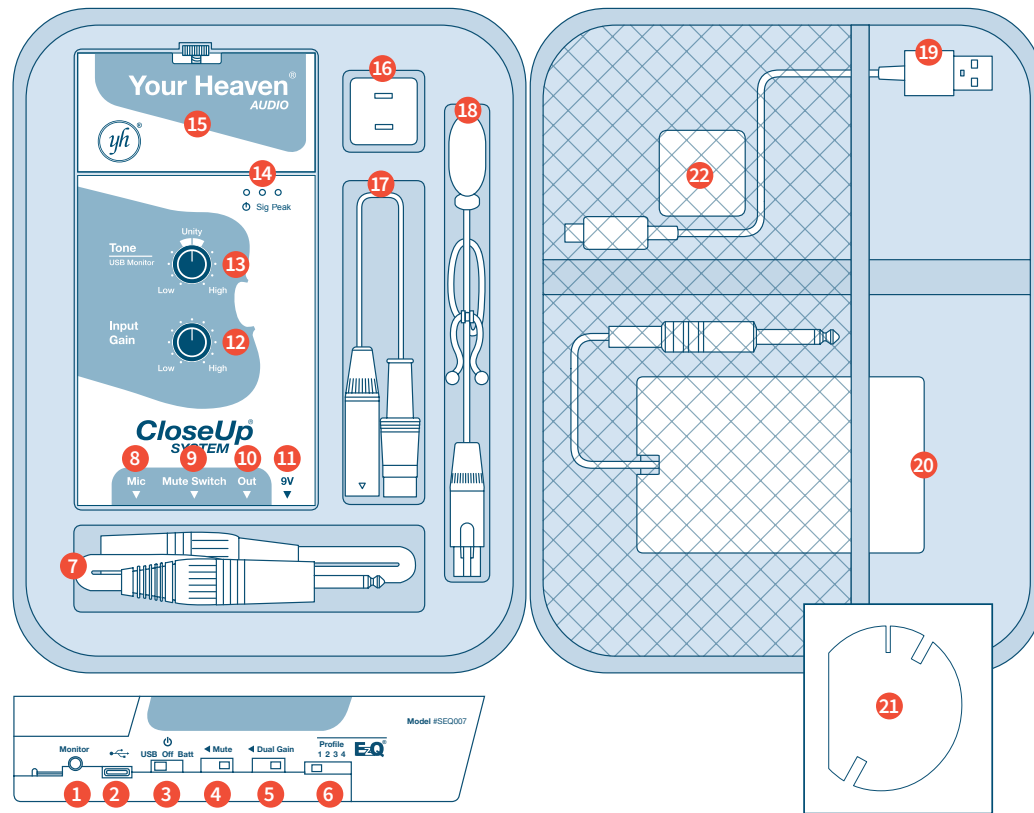 16
19
Your Heaven®
AUDIO
18
15
yh®
14
17
22
Sig Peak
Unity
Tone
USB Monitor
13
Low
High
Input
Gain
12
Low
High
CloseUp®
SYSTEM
8
9
10
11
20
Mic
Mute Switch
Out
9V
7
21
Model #SEQ007
Monitor
USB Off Batt
Mute
Dual Gain
Profile
1 2 3 4
E-Q®
1
2
3
4
5
6